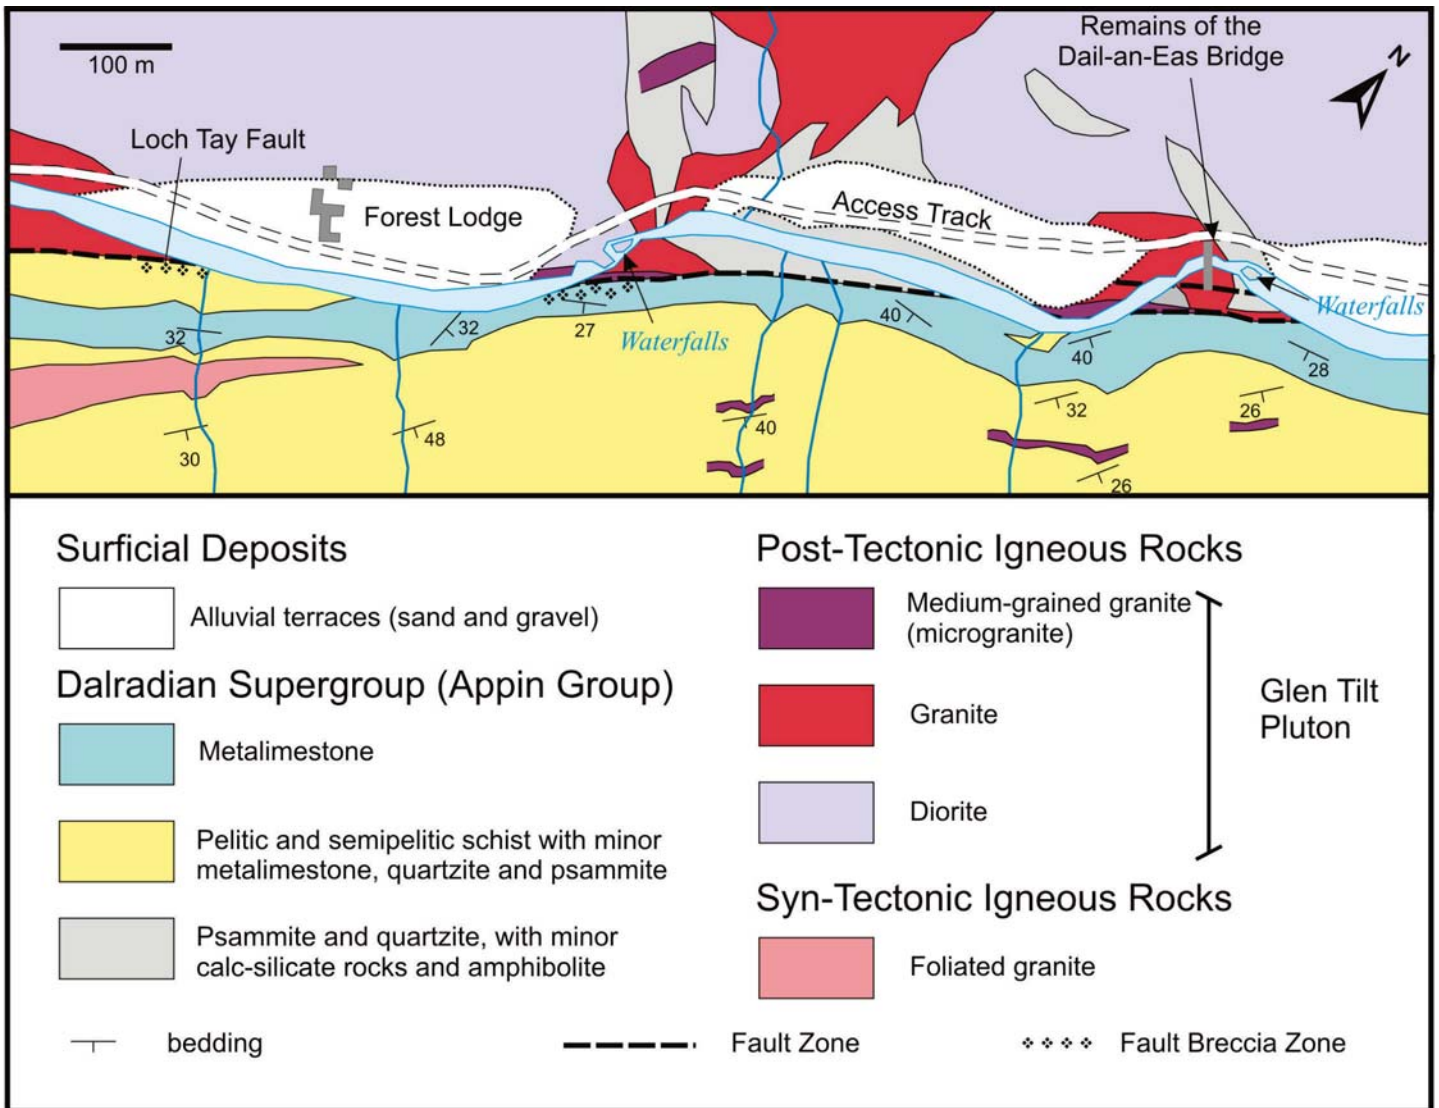 100 m
Remains of the
Dail-an-Eas Bridge
N
Loch Tay Fault
Forest Lodge
Access Track
Waterfalls
Waterfalls
32
32
27
40
40
28
30
48
40
32
26
26
Surficial Deposits
Alluvial terraces (sand and gravel)
Dalradian Supergroup (Appin Group)
Metalimestone
Pelitic and semipelitic schist with minor
metalimestone, quartzite and psammite
Psammite and quartzite, with minor
calc-silicate rocks and amphibolite
Post-Tectonic Igneous Rocks
Medium-grained granite
(microgranite)
Granite
Diorite
Glen Tilt
Pluton
Syn-Tectonic Igneous Rocks
Foliated granite
bedding
Fault Zone
Fault Breccia Zone